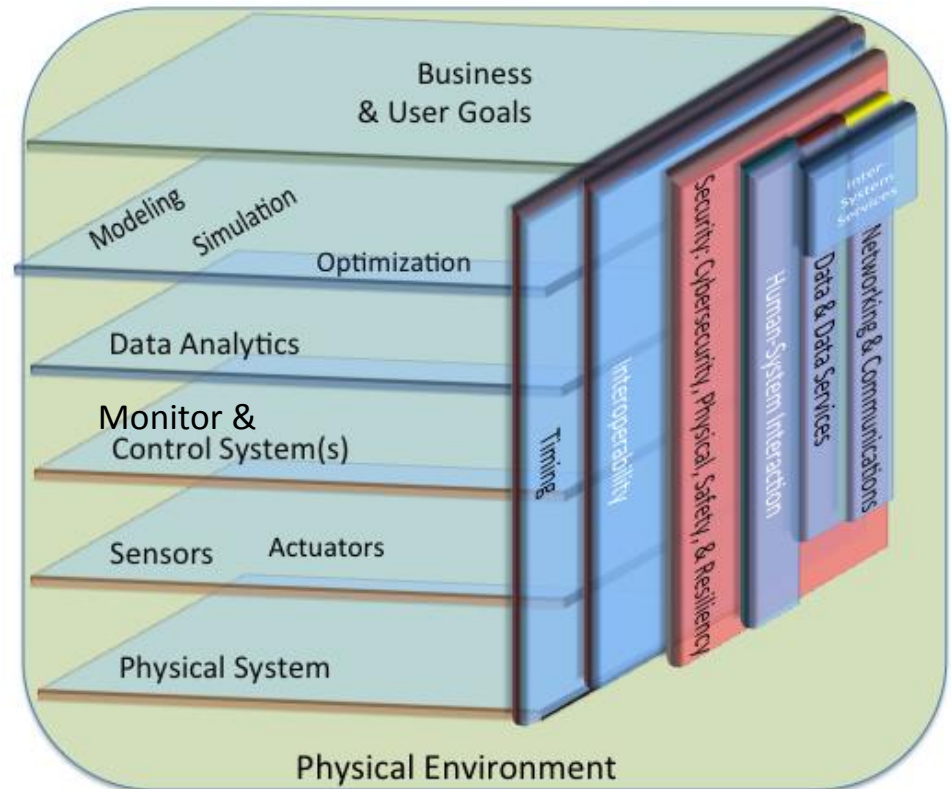 Business
& User Goals
Modeling
Simulation
Optimization
Data Analytics
Monitor &
Control System(s)
Sensors
Actuators
Physical System
Timing
Interoperability
Security: Cybersecurity, Physical, Safety, & Resiliency
Human-System Interaction
Data & Data Services
Networking & Communications
Inter
System
Services
Physical Environment